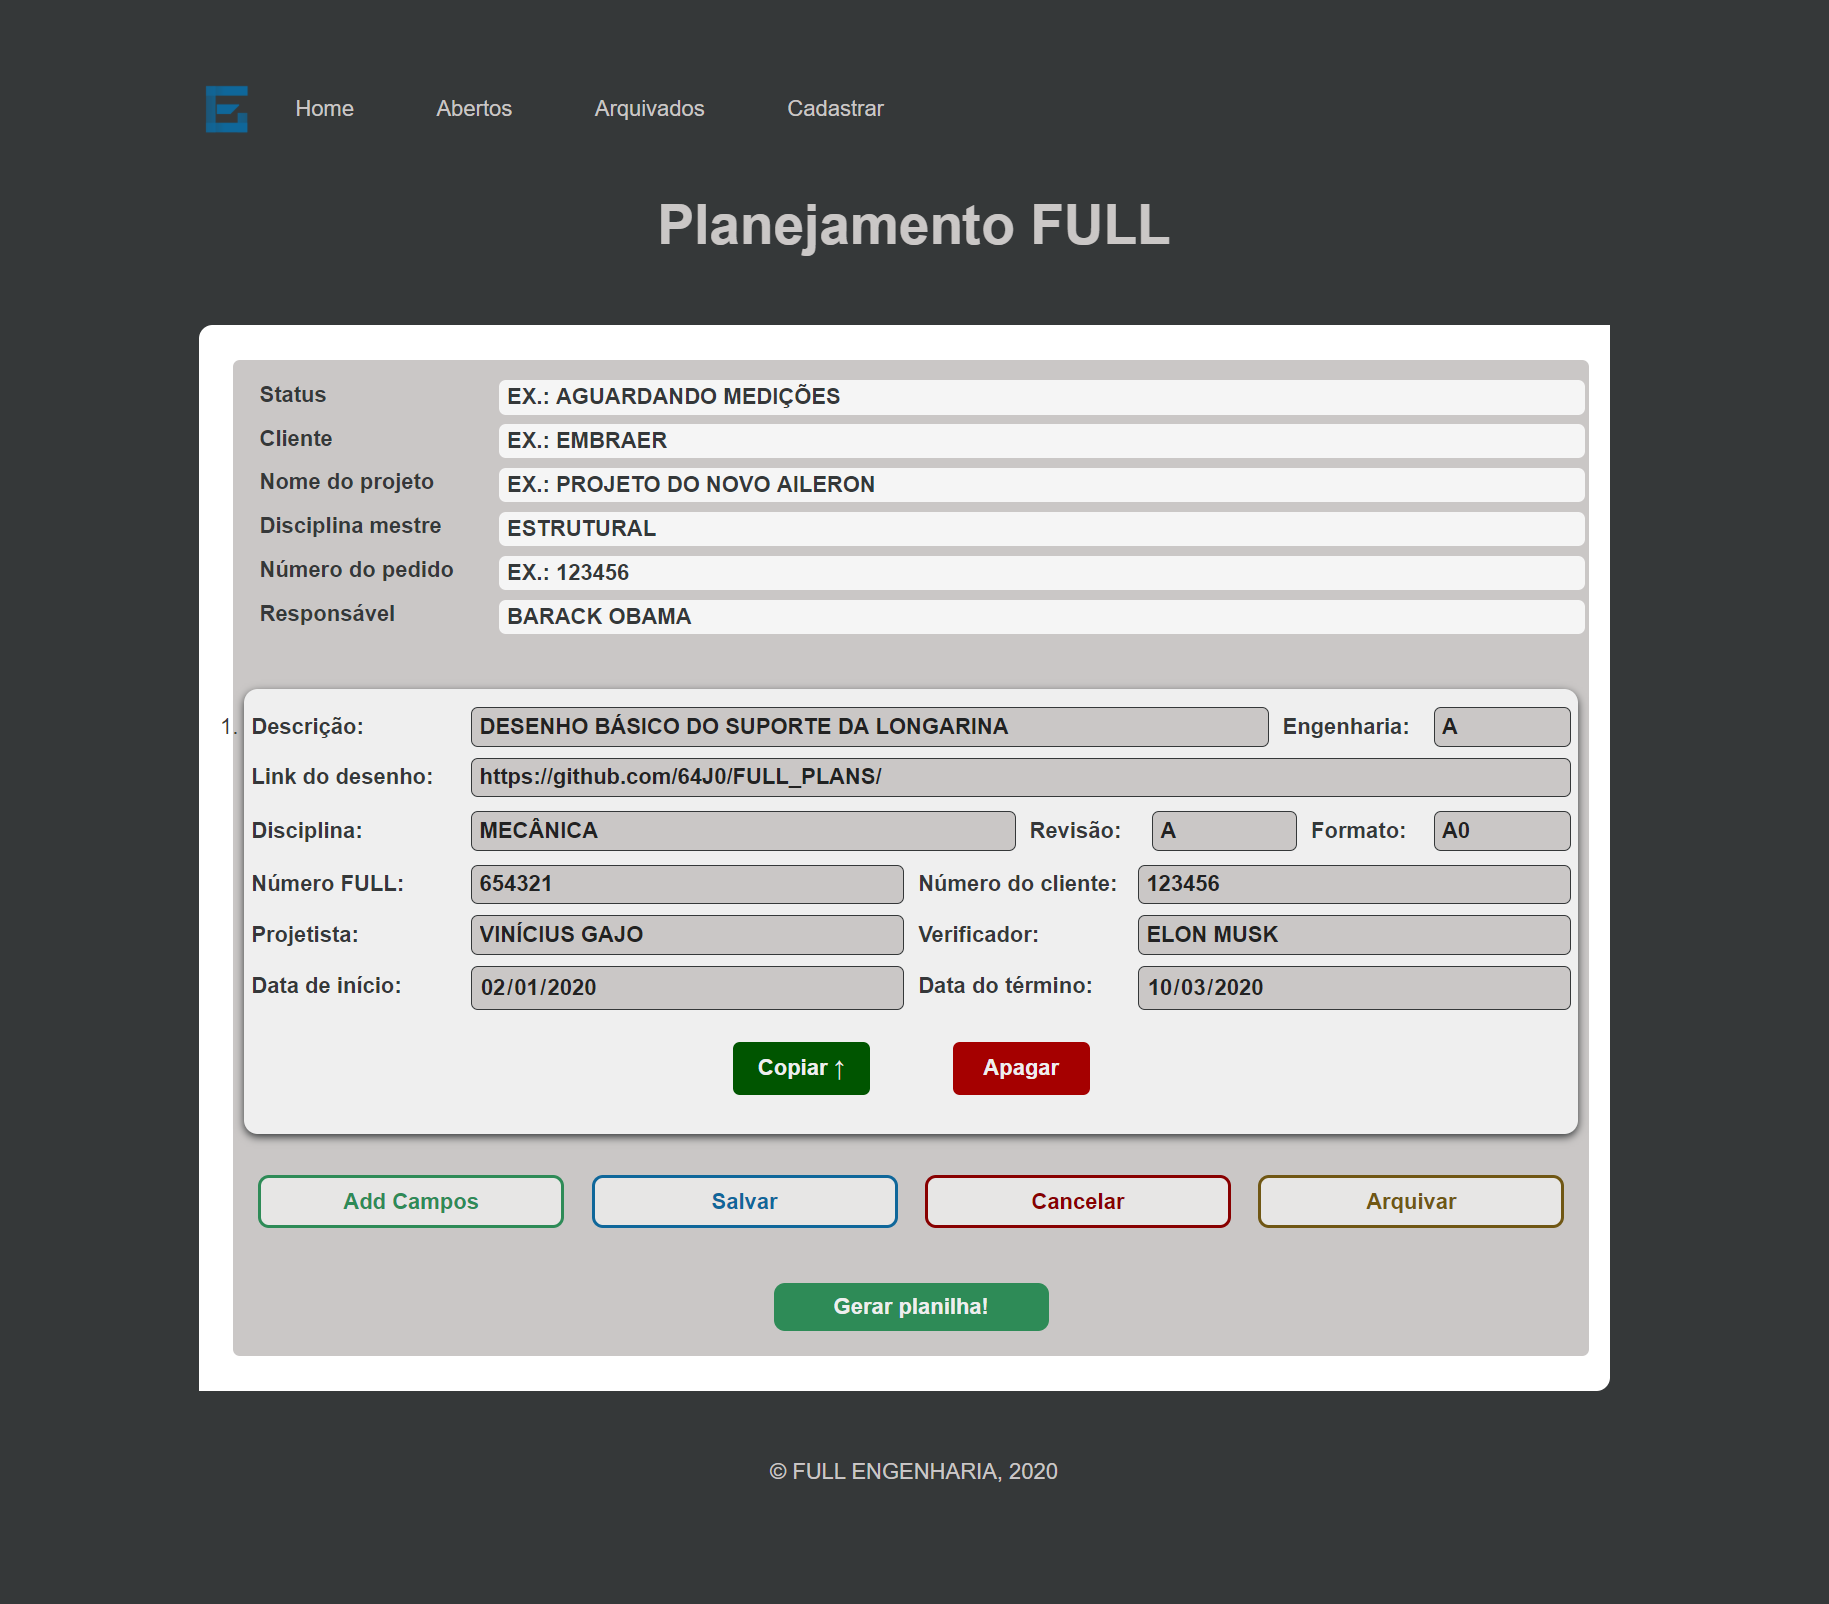 Home Abertos Arquivados Cadastrar
Planejamento FULL
Status EX.: AGUARDANDO MEDIÇÕES
Cliente EX.: EMBRAER
Nome do projeto EX.: PROJETO DO NOVO AILERON
Disciplina mestre ESTRUTURAL
Número do pedido EX.: 123456
Responsável BARACK OBAMA
1. Descrição: DESENHO BÁSICO DO SUPORTE DA LONGARINA Engenharia: A
Link do desenho: https://github.com/64J0/FULL_PLANS/
Disciplina: MECÂNICA Revisão: A Formato: A0
Número FULL: 654321 Número do cliente: 123456
Projetista: VINÍCIUS GAJO Verificador: ELON MUSK
Data de início: 02/01/2020 Data do término: 10/03/2020
Copiar ↑ Apagar
Add Campos Salvar Cancelar Arquivar
Gerar planilha!
© FULL ENGENHARIA, 2020